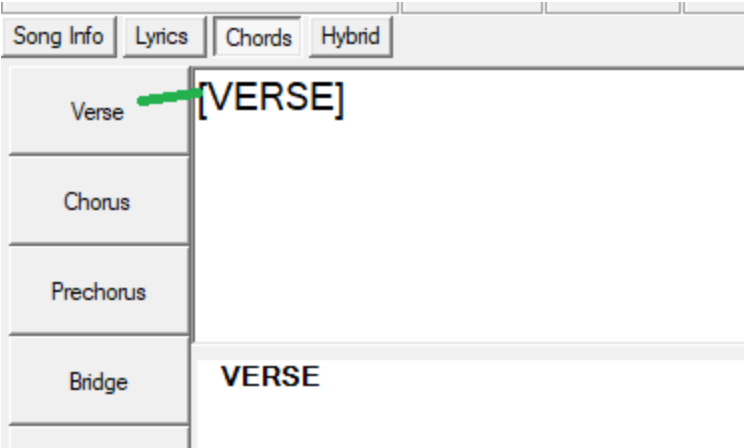 Song Info Lyrics Chords Hybrid
Verse [VERSE]
Chorus
Prechorus
Bridge VERSE